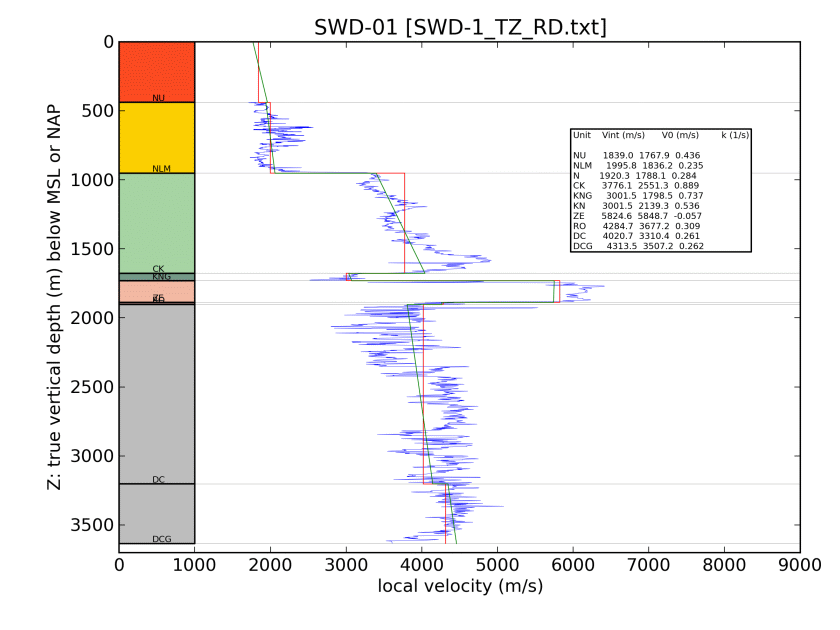 SWD-01 [SWD-1_TZ_RD.txt]
Z: true vertical depth (m) below MSL or NAP
0
500
1000
1500
2000
2500
3000
3500
NU
NLM
CK
KNG
ZE
DC
DCG
Unit Vint (m/s) V0 (m/s) k (1/s)
NU 1839.0 1767.9 0.436
NLM 1995.8 1836.2 0.235
N 1920.3 1788.1 0.284
CK 3776.1 2551.3 0.889
KNG 3001.5 1798.5 0.737
KN 3001.5 2139.3 0.536
ZE 5824.6 5848.7 -0.057
RO 4284.7 3677.2 0.309
DC 4020.7 3310.4 0.261
DCG 4313.5 3507.2 0.262
0 1000 2000 3000 4000 5000 6000 7000 8000 9000
local velocity (m/s)